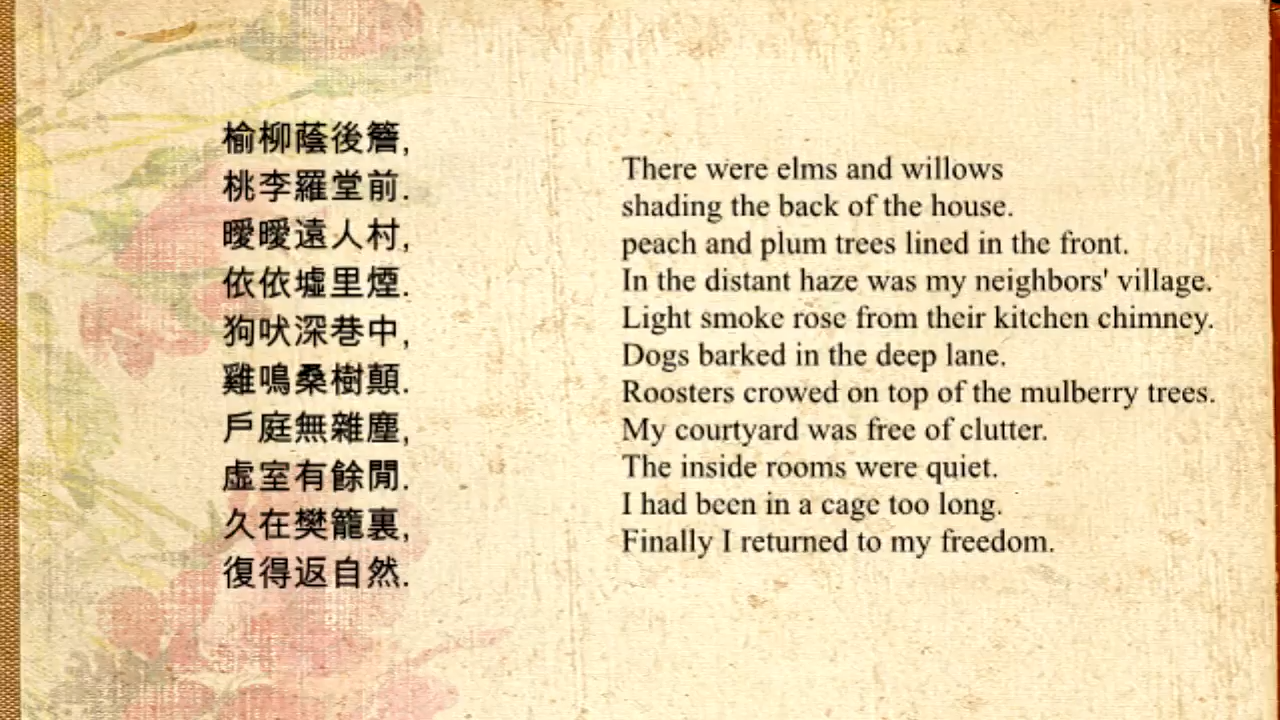 榆柳蔭後簷,
桃李羅堂前.
曖曖遠人村,
依依墟里煙.
狗吠深巷中,
雞鳴桑樹顛.
戶庭無雜塵,
虛室有餘閒.
久在樊籠裏,
復得返自然.
There were elms and willows
shading the back of the house.
peach and plum trees lined in the front.
In the distant haze was my neighbors' village.
Light smoke rose from their kitchen chimney.
Dogs barked in the deep lane.
Roosters crowed on top of the mulberry trees.
My courtyard was free of clutter.
The inside rooms were quiet.
I had been in a cage too long.
Finally I returned to my freedom.